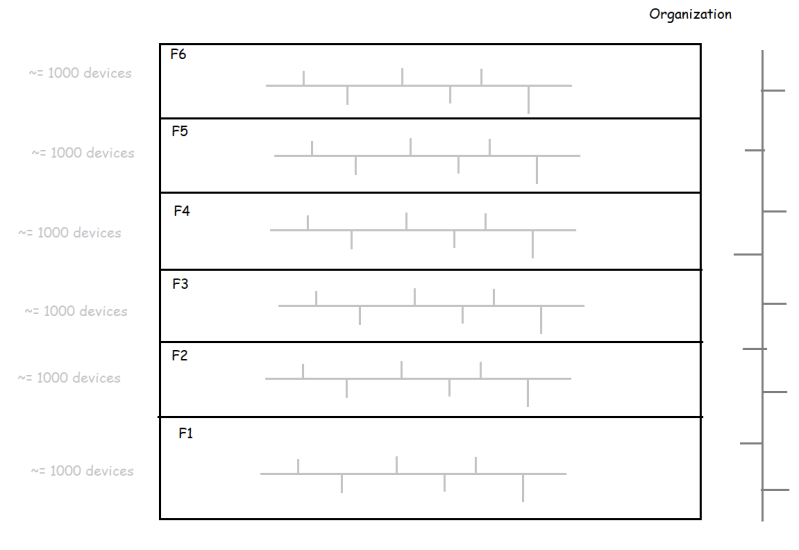 Organization
F6
~= 1000 devices
F5
~= 1000 devices
F4
~= 1000 devices
F3
~= 1000 devices
F2
~= 1000 devices
F1
~= 1000 devices